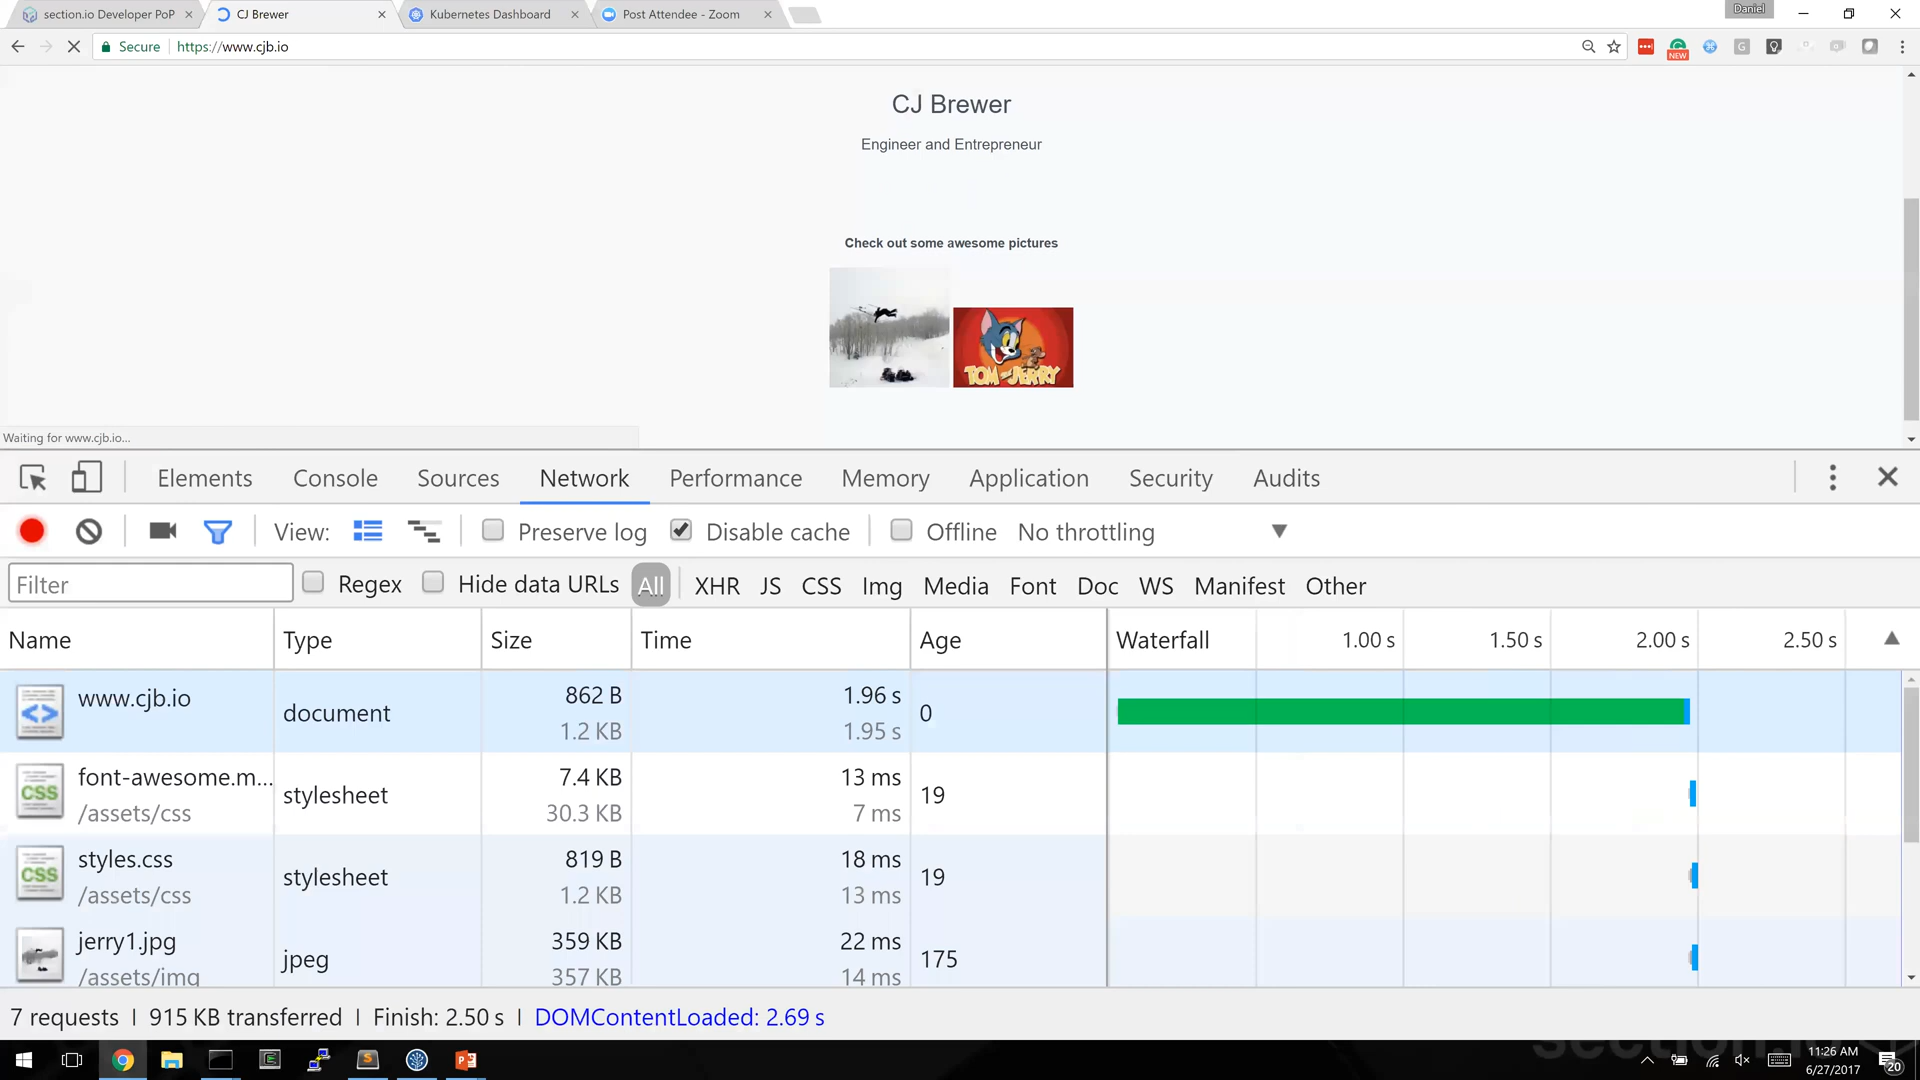 section.io Developer PoP
CJ Brewer
Kubernetes Dashboard
Post Attendee - Zoom
Daniel
Secure
https://www.cjb.io
NEW
G
CJ Brewer
Engineer and Entrepreneur
Check out some awesome pictures
TOM and JERRY
Waiting for www.cjb.io...
Elements
Console
Sources
Network
Performance
Memory
Application
Security
Audits
View:
Preserve log
Disable cache
Offline
No throttling
Filter
Regex
Hide data URLs
All
XHR
JS
CSS
Img
Media
Font
Doc
WS
Manifest
Other
Name
Type
Size
Time
Age
Waterfall
1.00 s
1.50 s
2.00 s
2.50 s
www.cjb.io
document
862 B
1.2 KB
1.96 s
1.95 s
0
CSS
font-awesome.m...
/assets/css
stylesheet
7.4 KB
30.3 KB
13 ms
7 ms
19
CSS
styles.css
/assets/css
stylesheet
819 B
1.2 KB
18 ms
13 ms
19
jerry1.jpg
/assets/img
jpeg
359 KB
357 KB
22 ms
14 ms
175
7 requests | 915 KB transferred | Finish: 2.50 s | DOMContentLoaded: 2.69 s
11:26 AM
6/27/2017
20